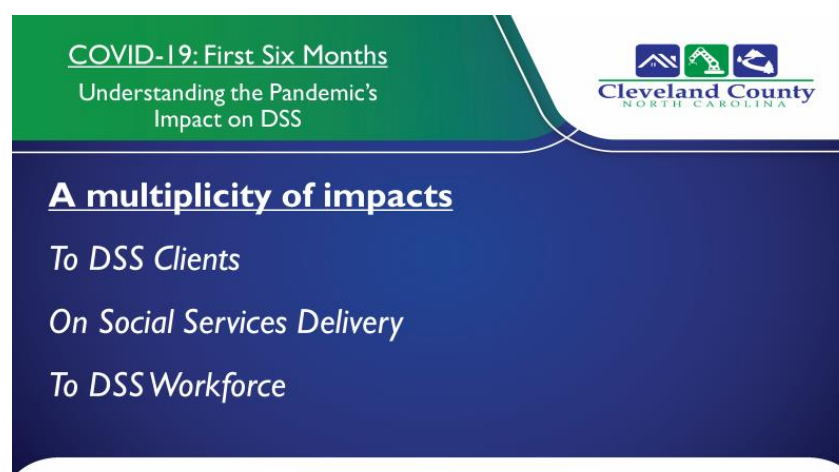 COVID-19: First Six Months
Understanding the Pandemic's
Impact on DSS
Cleveland County
NORTH CAROLINA
A multiplicity of impacts
To DSS Clients
On Social Services Delivery
To DSS Workforce